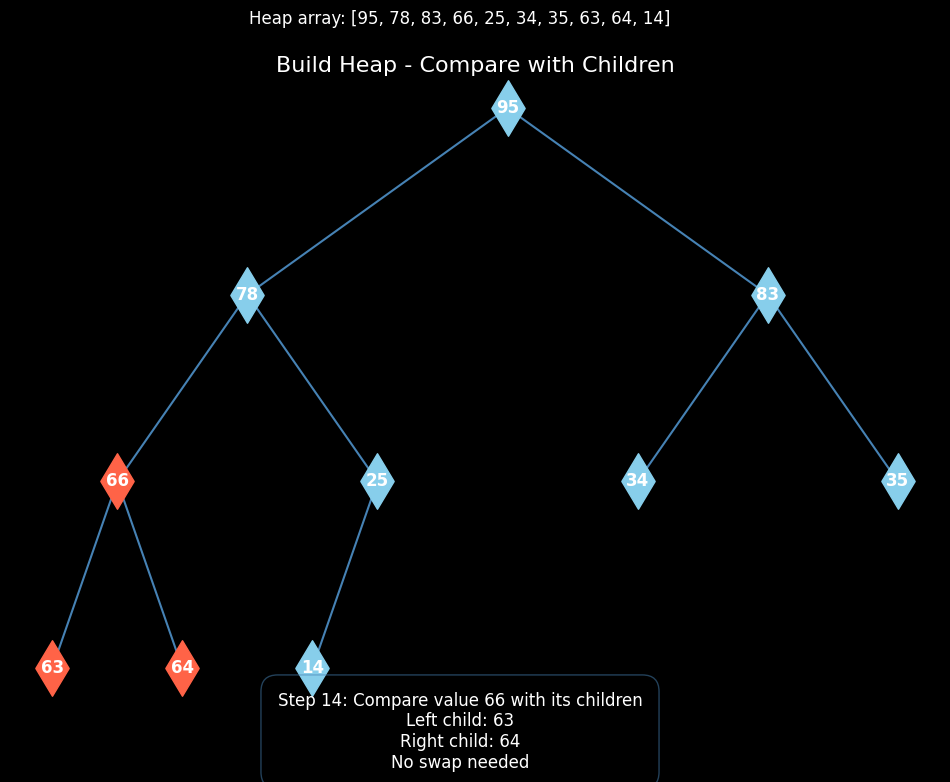 Heap array: [95, 78, 83, 66, 25, 34, 35, 63, 64, 14]
Build Heap - Compare with Children
95
78
83
66
25
34
35
63
64
14
Step 14: Compare value 66 with its children
Left child: 63
Right child: 64
No swap needed